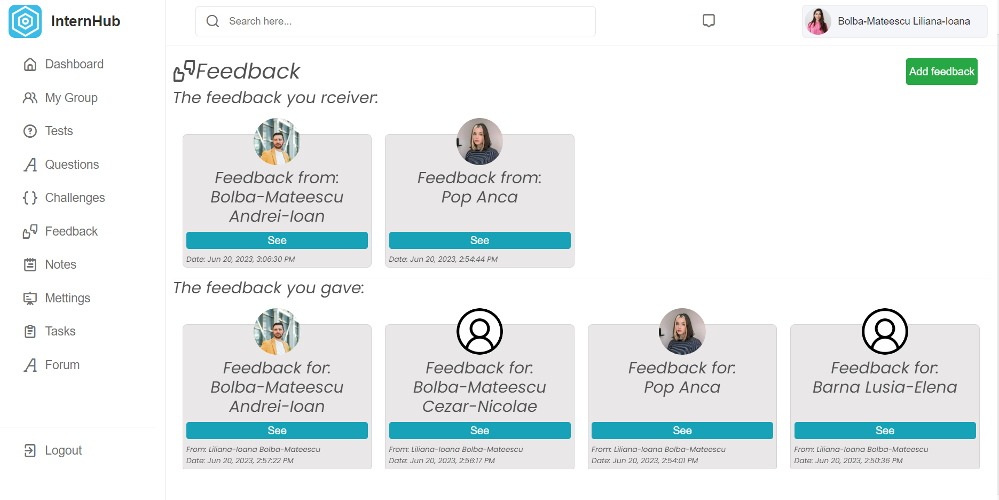 InternHub
Search here...
Bolba-Mateescu Liliana-Ioana
Dashboard
My Group
Tests
Questions
Challenges
Feedback
Notes
Mettings
Tasks
Forum
Logout
Feedback
Add feedback
The feedback you rceiver:
Feedback from:
Bolba-Mateescu
Andrei-Ioan
See
Date: Jun 20, 2023, 3:06:30 PM
Feedback from:
Pop Anca
See
Date: Jun 20, 2023, 2:54:44 PM
The feedback you gave:
Feedback for:
Bolba-Mateescu
Andrei-Ioan
See
From: Liliana-Ioana Bolba-Mateescu
Date: Jun 20, 2023, 2:57:22 PM
Feedback for:
Bolba-Mateescu
Cezar-Nicolae
See
From: Liliana-Ioana Bolba-Mateescu
Date: Jun 20, 2023, 2:56:17 PM
Feedback for:
Pop Anca
See
From: Liliana-Ioana Bolba-Mateescu
Date: Jun 20, 2023, 2:54:01 PM
Feedback for:
Barna Lusia-Elena
See
From: Liliana-Ioana Bolba-Mateescu
Date: Jun 20, 2023, 2:50:36 PM